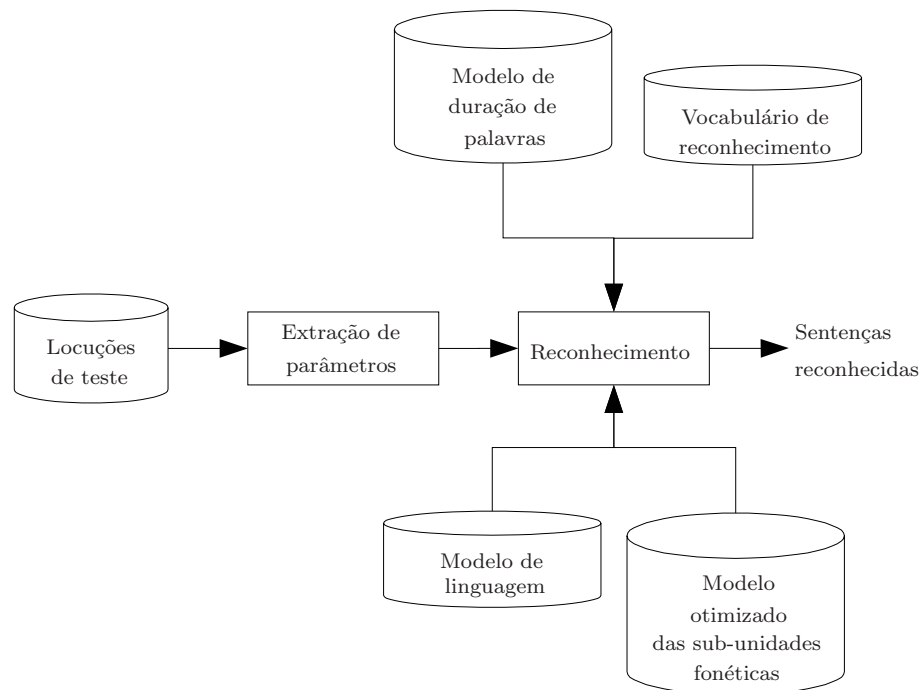 Modelo de
duração de
palavras
Vocabulário de
reconhecimento
Locuções
de teste
Extração de
parâmetros
Reconhecimento
Sentenças
reconhecidas
Modelo de
linguagem
Modelo
otimizado
das sub-unidades
fonéticas